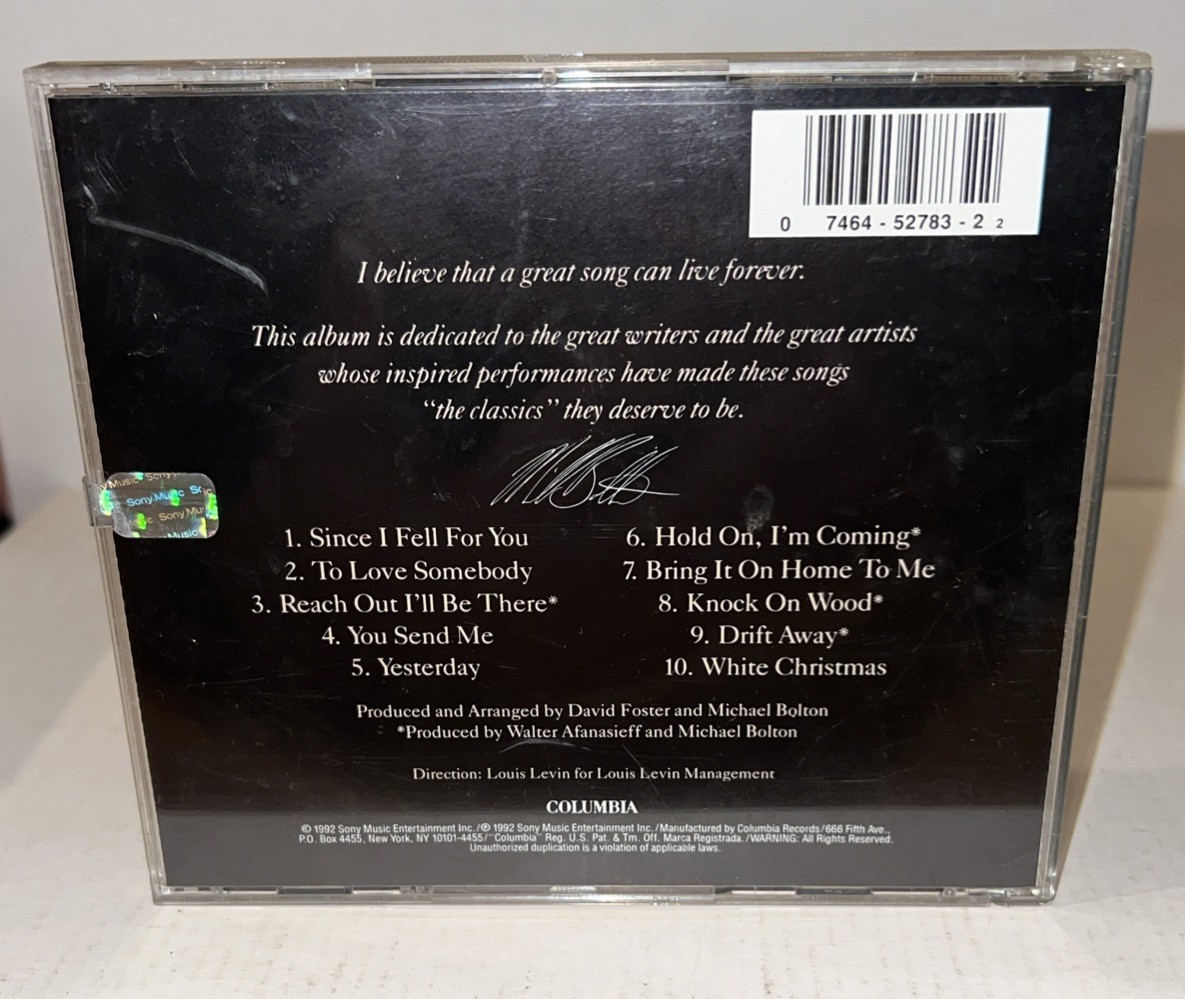 0 7464 - 52783 - 2 2
I believe that a great song can live forever.
This album is dedicated to the great writers and the great artists
whose inspired performances have made these songs
“the classics” they deserve to be.
Sony Music
Sony Music
Sony Mu
Music
1. Since I Fell For You
2. To Love Somebody
3. Reach Out I'll Be There*
4. You Send Me
5. Yesterday
6. Hold On, I'm Coming*
7. Bring It On Home To Me
8. Knock On Wood*
9. Drift Away*
10. White Christmas
Produced and Arranged by David Foster and Michael Bolton
*Produced by Walter Afanasieff and Michael Bolton
Direction: Louis Levin for Louis Levin Management
COLUMBIA
© 1992 Sony Music Entertainment Inc./℗ 1992 Sony Music Entertainment Inc./Manufactured by Columbia Records/666 Fifth Ave.,
P.O. Box 4455, New York, NY 10101-4455/"Columbia" Reg. U.S. Pat. & Tm. Off. Marca Registrada./WARNING: All Rights Reserved.
Unauthorized duplication is a violation of applicable laws.